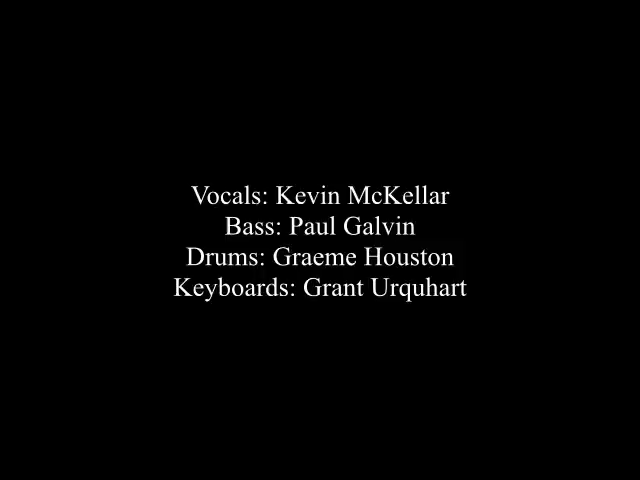 Vocals: Kevin McKellar
Bass: Paul Galvin
Drums: Graeme Houston
Keyboards: Grant Urquhart